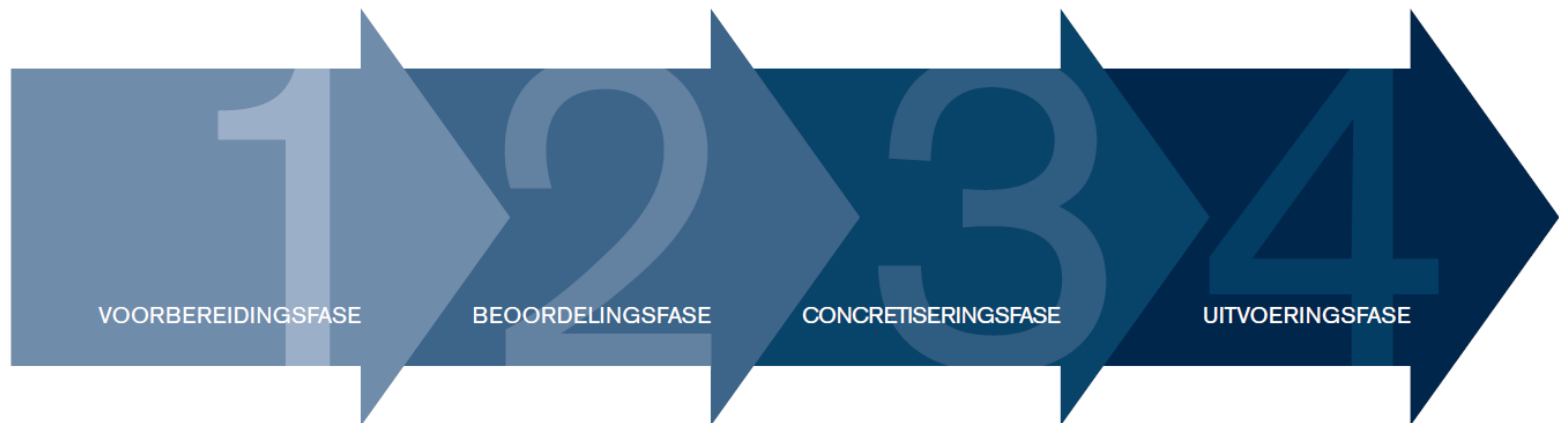 1
VOORBEREIDINGSFASE
2
BEOORDELINGSFASE
3
CONCRETISERINGSFASE
4
UITVOERINGSFASE